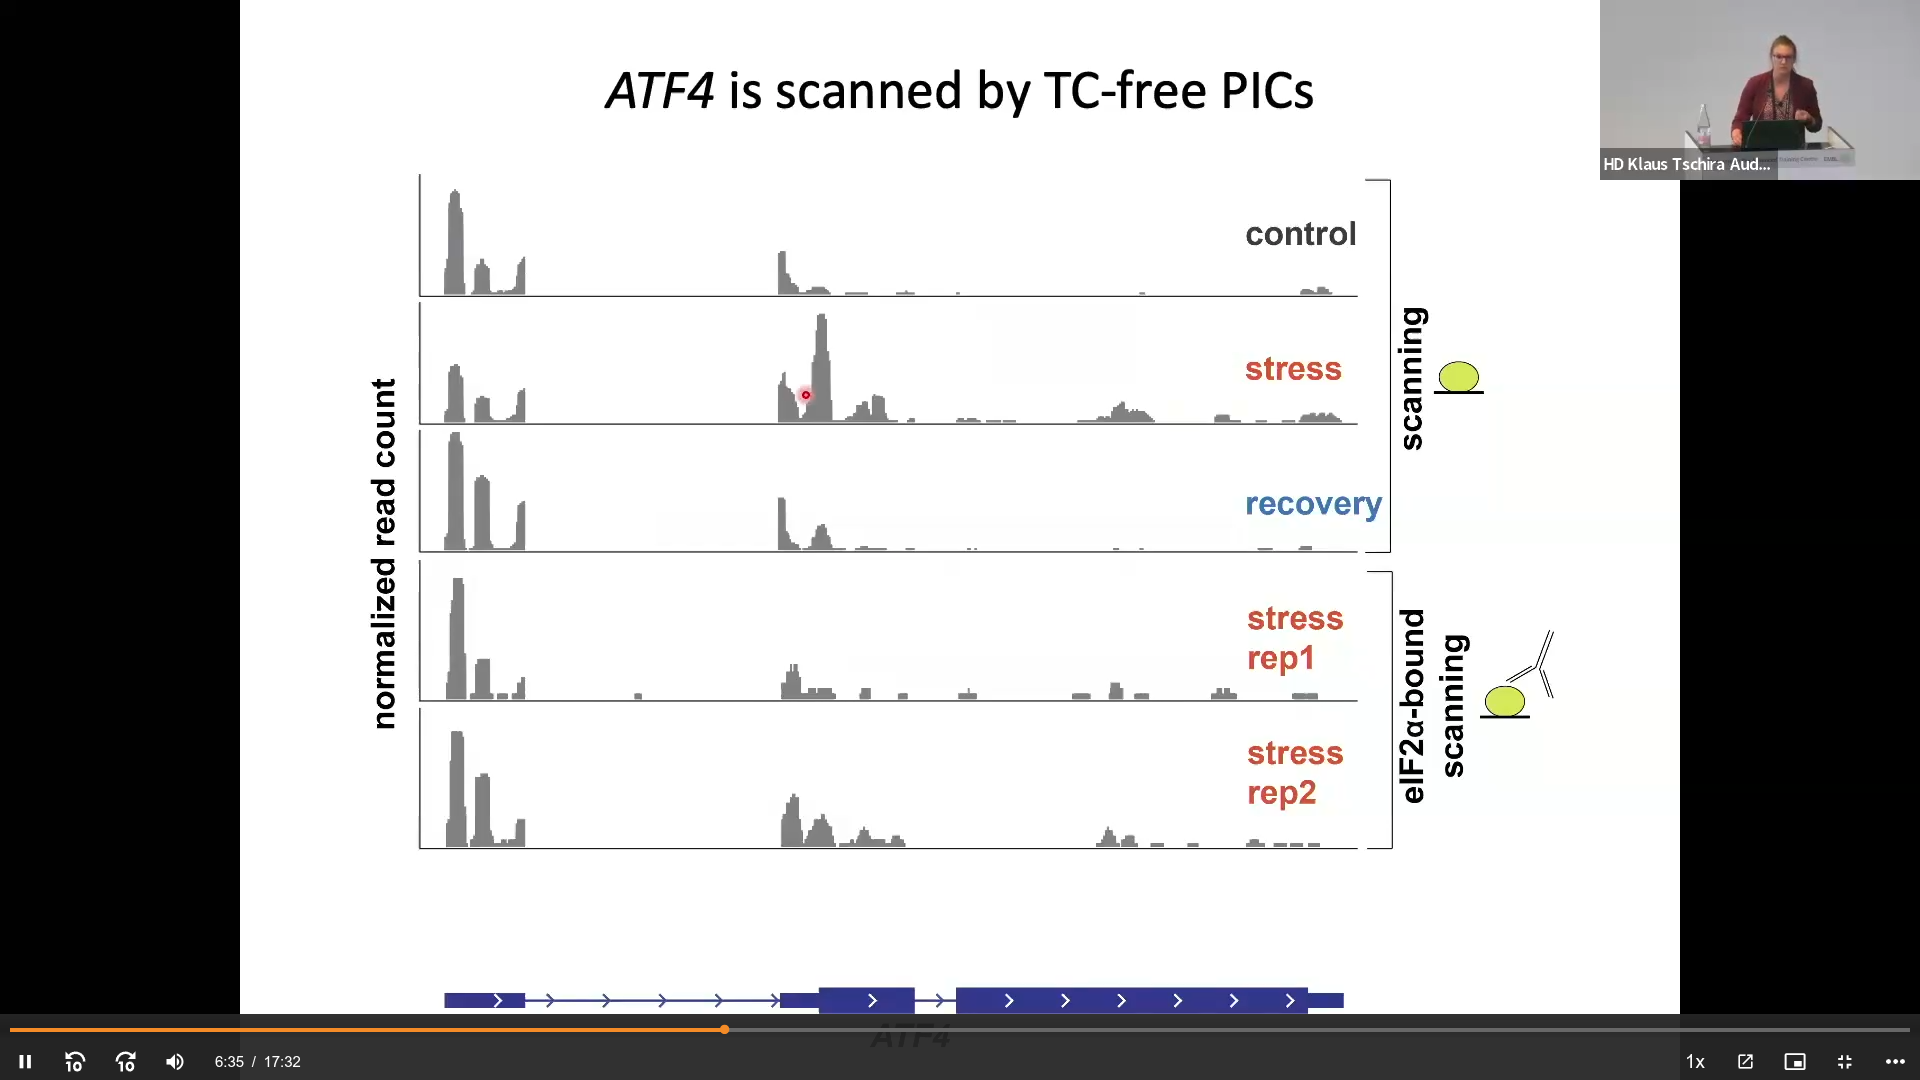 ATF4 is scanned by TC-free PICs
HD Klaus Tschira Aud...
control
stress
recovery
stress
rep1
stress
rep2
normalized read count
scanning
eIF2α-bound
scanning
ATF4
10
10
6:35 / 17:32
1x